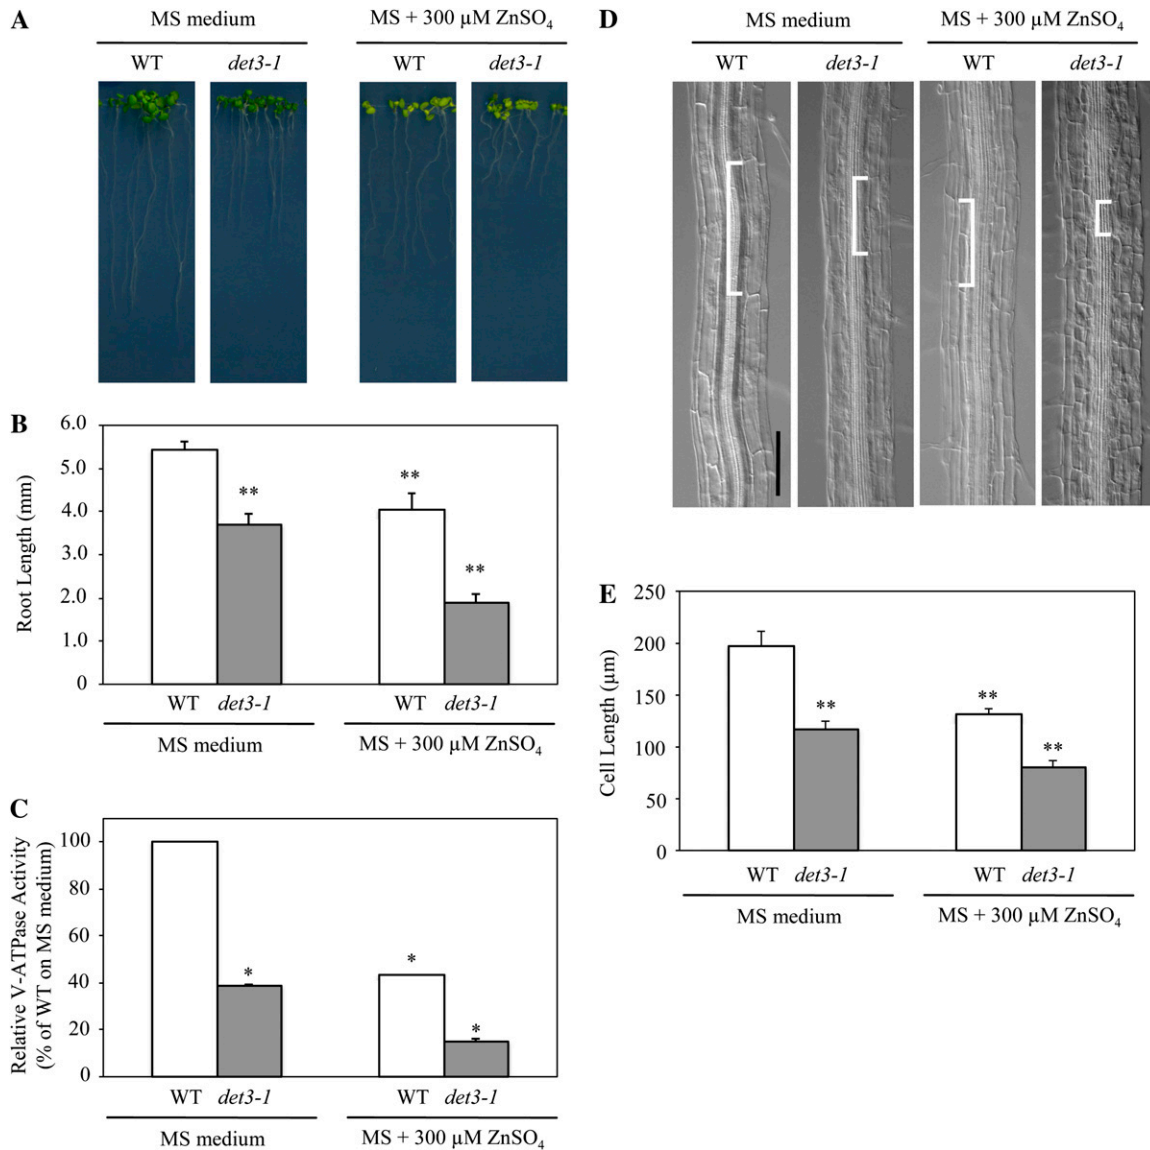 A
MS medium
MS + 300 µM ZnSO4
WT det3-1 WT det3-1
B
Root Length (mm)
6.0
5.0
4.0
3.0
2.0
1.0
0
**
**
**
WT det3-1 WT det3-1
MS medium MS + 300 µM ZnSO4
C
Relative V-ATPase Activity
(% of WT on MS medium)
100
80
60
40
20
0
*
*
*
WT det3-1 WT det3-1
MS medium MS + 300 µM ZnSO4
D
MS medium
MS + 300 µM ZnSO4
WT det3-1 WT det3-1
E
Cell Length (µm)
250
200
150
100
50
0
**
**
**
WT det3-1 WT det3-1
MS medium MS + 300 µM ZnSO4